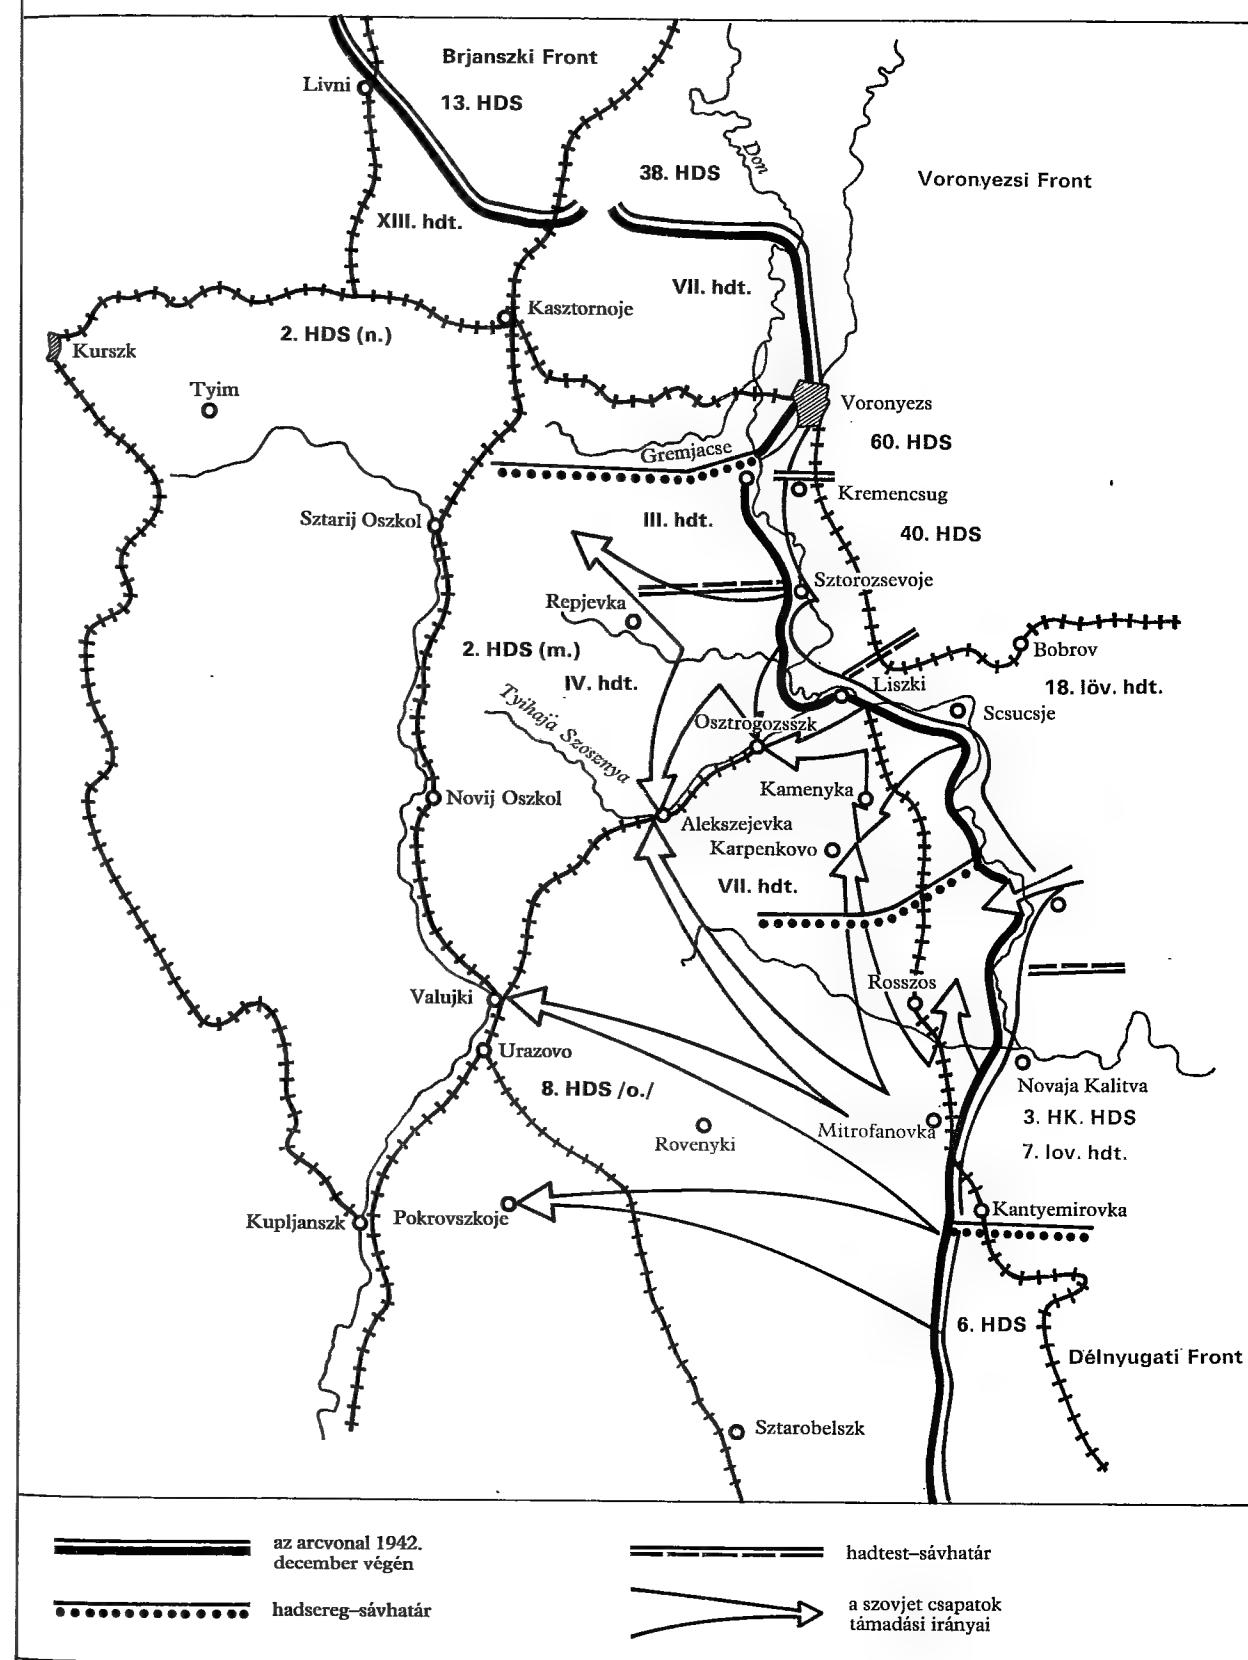 Brjanszki Front
Livni
13. HDS
Don
38. HDS
Voronyezsi Front
XIII. hdt.
VII. hdt.
Kasztornoje
2. HDS (n.)
Kurszk
Tyim
Voronyezs
60. HDS
Gremjacse
Kremencsug
Sztarij Oszkol
III. hdt.
40. HDS
Sztorozsevoje
Repjevka
2. HDS (m.)
Bobrov
IV. hdt.
Liszki
18. löv. hdt.
Tyihaja Szosznya
Scsucsje
Osztrogozsszk
Kamenyka
Novij Oszkol
Alekszejevka
Karpenkovo
VII. hdt.
Rosszos
Valujki
Urazovo
8. HDS /o./
Novaja Kalitva
3. HK. HDS
Mitrofanovka
Rovenyki
7. lov. hdt.
Kupljanszk
Pokrovszkoje
Kantyemirovka
6. HDS
Délnyugati Front
Sztarobelszk
az arcvonal 1942.
december végén
hadtest–sávhatár
hadsereg–sávhatár
a szovjet csapatok
támadási irányai